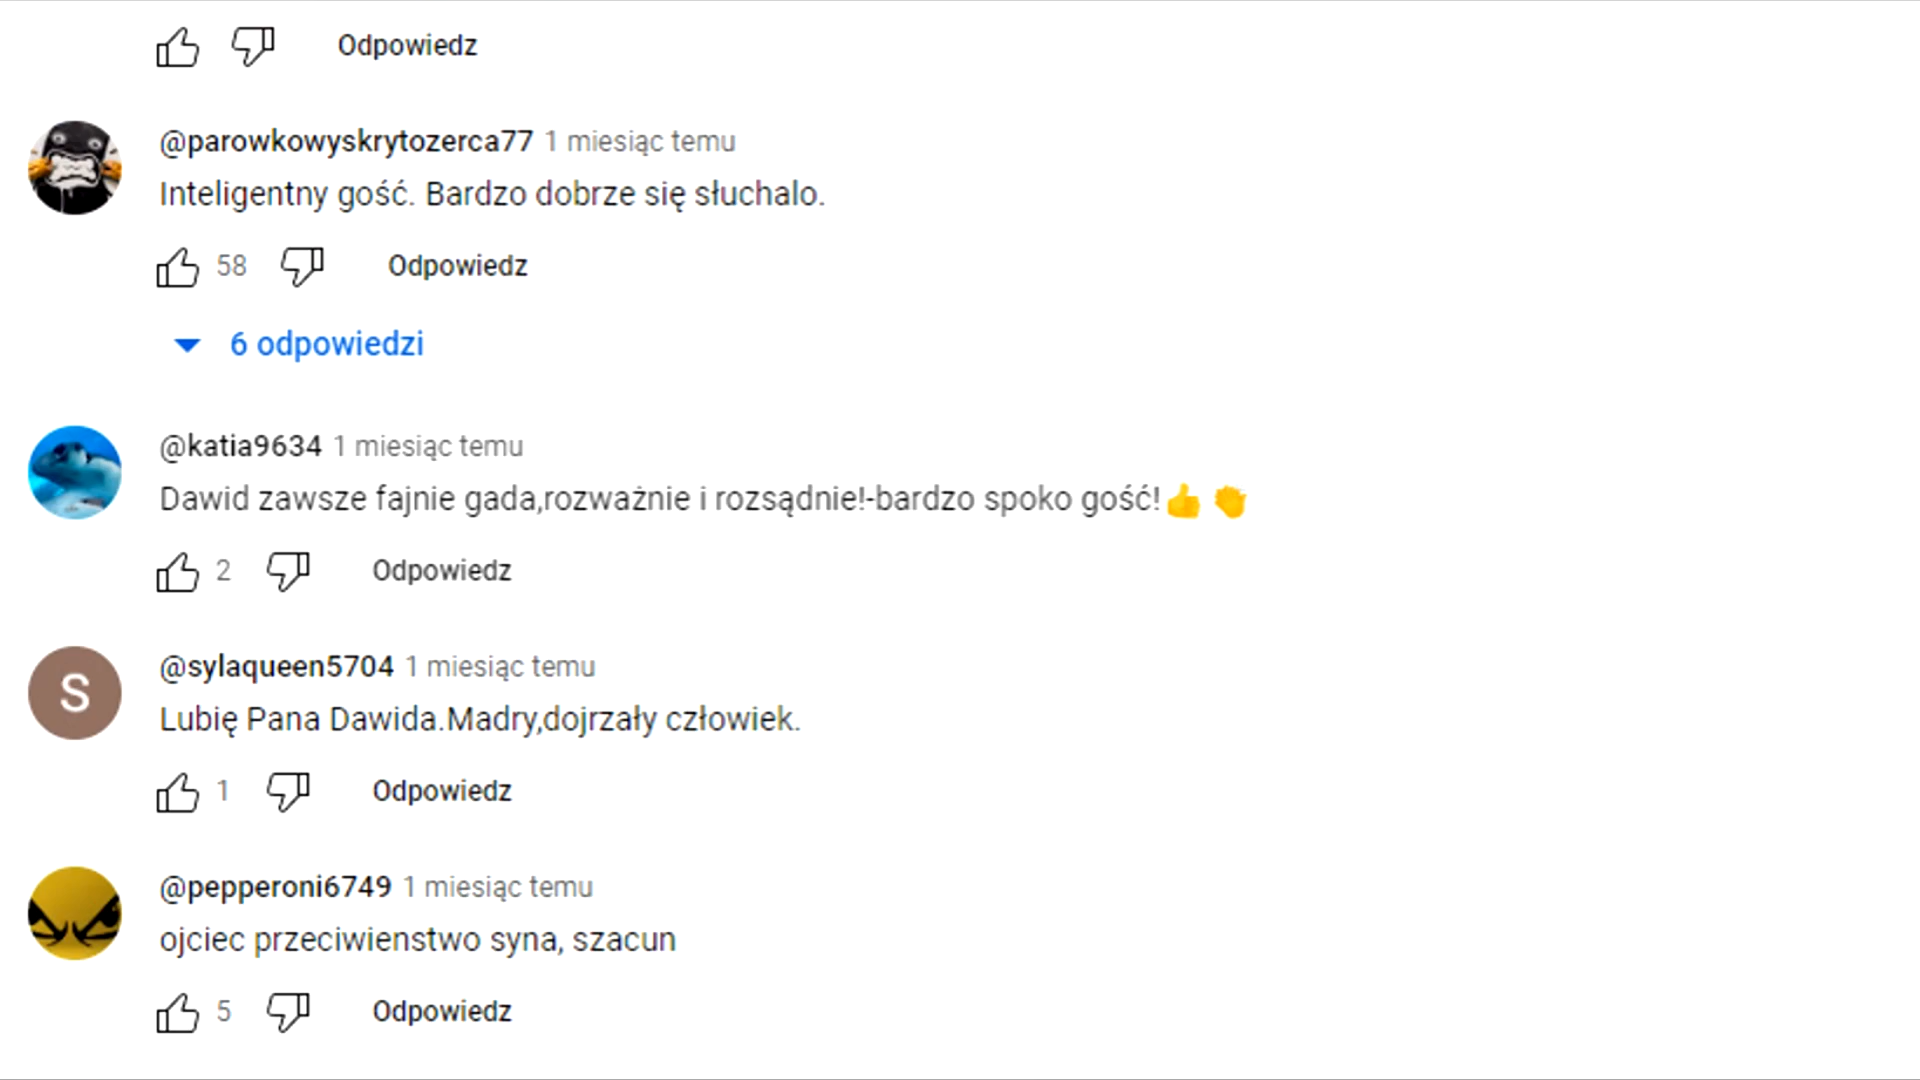 Odpowiedz
@parowkowyskrytozerca77 1 miesiąc temu
Inteligentny gość. Bardzo dobrze się słuchalo.
58 Odpowiedz
6 odpowiedzi
@katia9634 1 miesiąc temu
Dawid zawsze fajnie gada,rozważnie i rozsądnie!-bardzo spoko gość!👍👏
2 Odpowiedz
S
@sylaqueen5704 1 miesiąc temu
Lubię Pana Dawida.Madry,dojrzały człowiek.
1 Odpowiedz
@pepperoni6749 1 miesiąc temu
ojciec przeciwienstwo syna, szacun
5 Odpowiedz